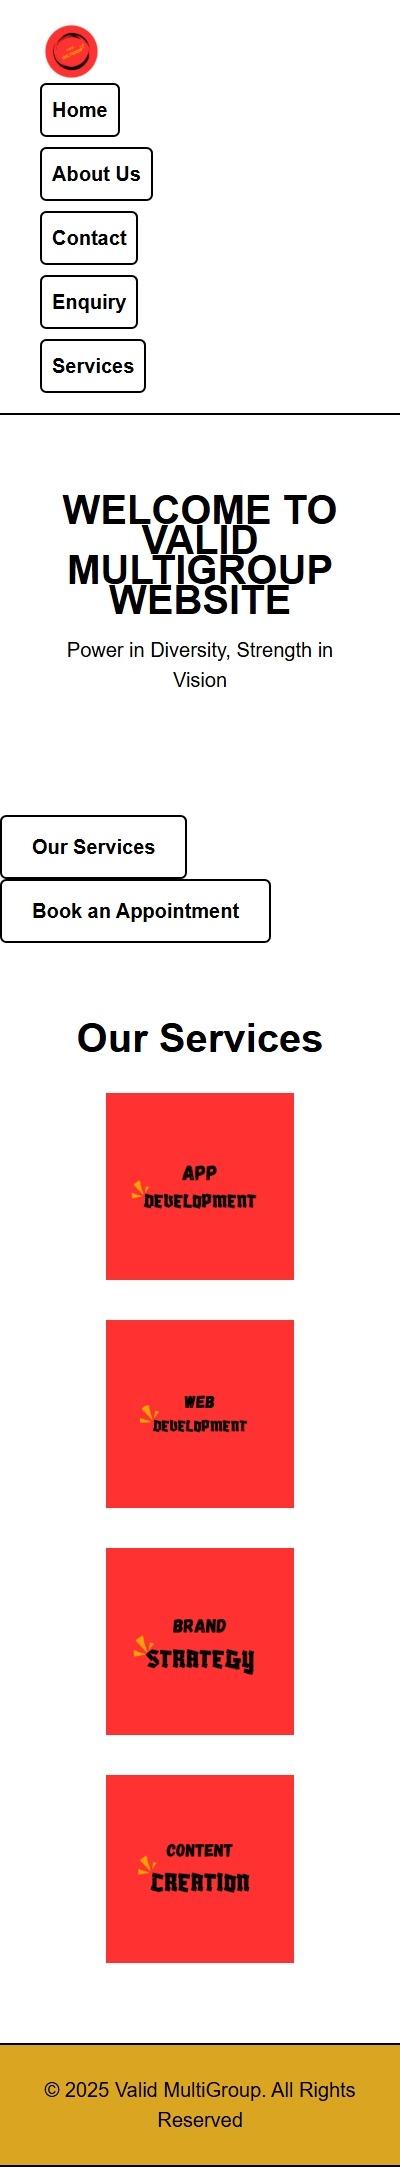 Home
About Us
Contact
Enquiry
Services
WELCOME TO
VALID
MULTIGROUP
WEBSITE
Power in Diversity, Strength in
Vision
Our Services
Book an Appointment
Our Services
APP
DEVELOPMENT
WEB
DEVELOPMENT
BRAND
STRATEGY
CONTENT
CREATION
© 2025 Valid MultiGroup. All Rights
Reserved